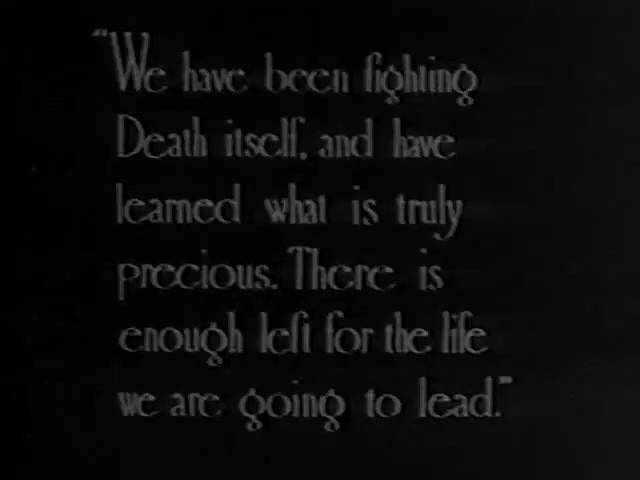 "We have been fighting
Death itself, and have
learned what is truly
precious. There is
enough left for the life
we are going to lead."